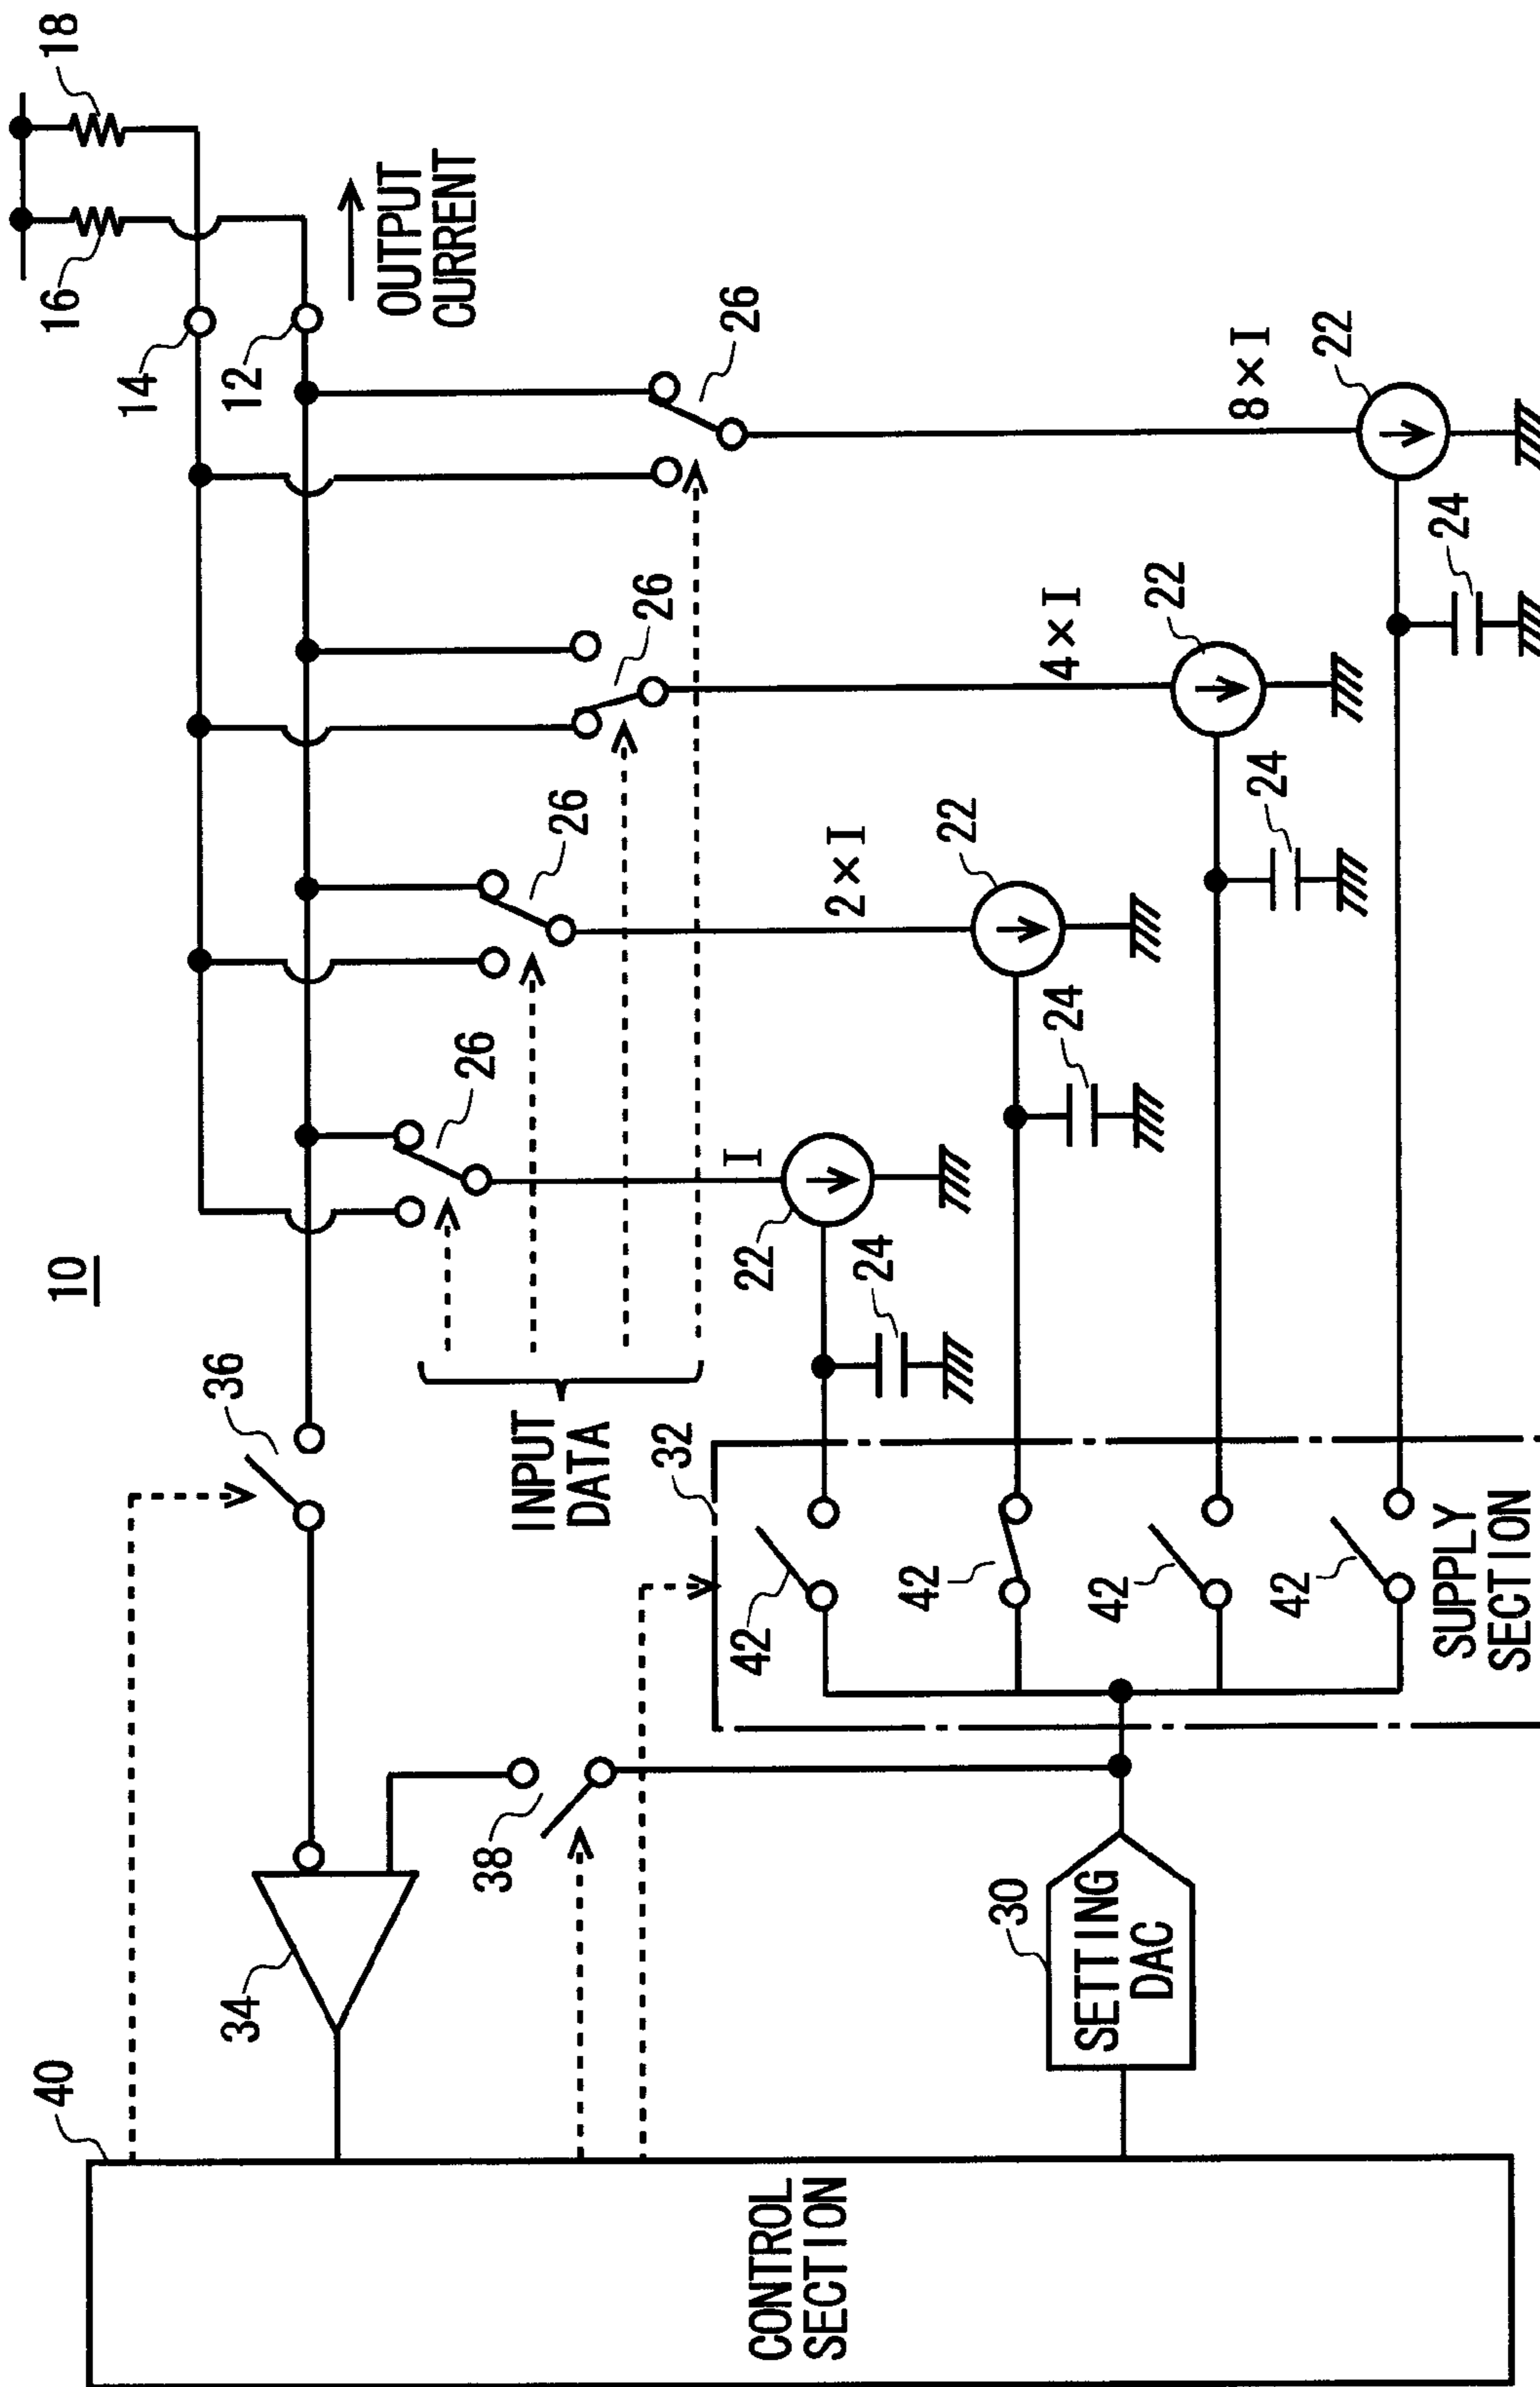 10
18
16
14
12
OUTPUT
CURRENT
36
26
26
26
26
INPUT
DATA
I
2×I
4×I
8×I
22
22
22
22
24
24
24
24
32
42
42
42
42
SUPPLY
SECTION
34
38
30
SETTING
DAC
40
CONTROL
SECTION